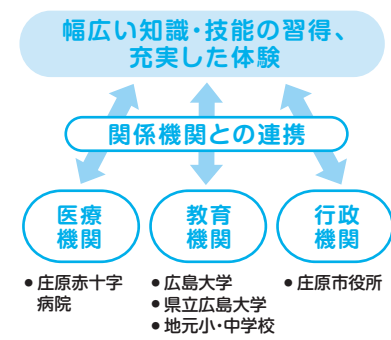 幅広い知識・技能の習得、
充実した体験
関係機関との連携
医療
機関
教育
機関
行政
機関
● 庄原赤十字
病院
● 広島大学
● 県立広島大学
● 地元小・中学校
● 庄原市役所